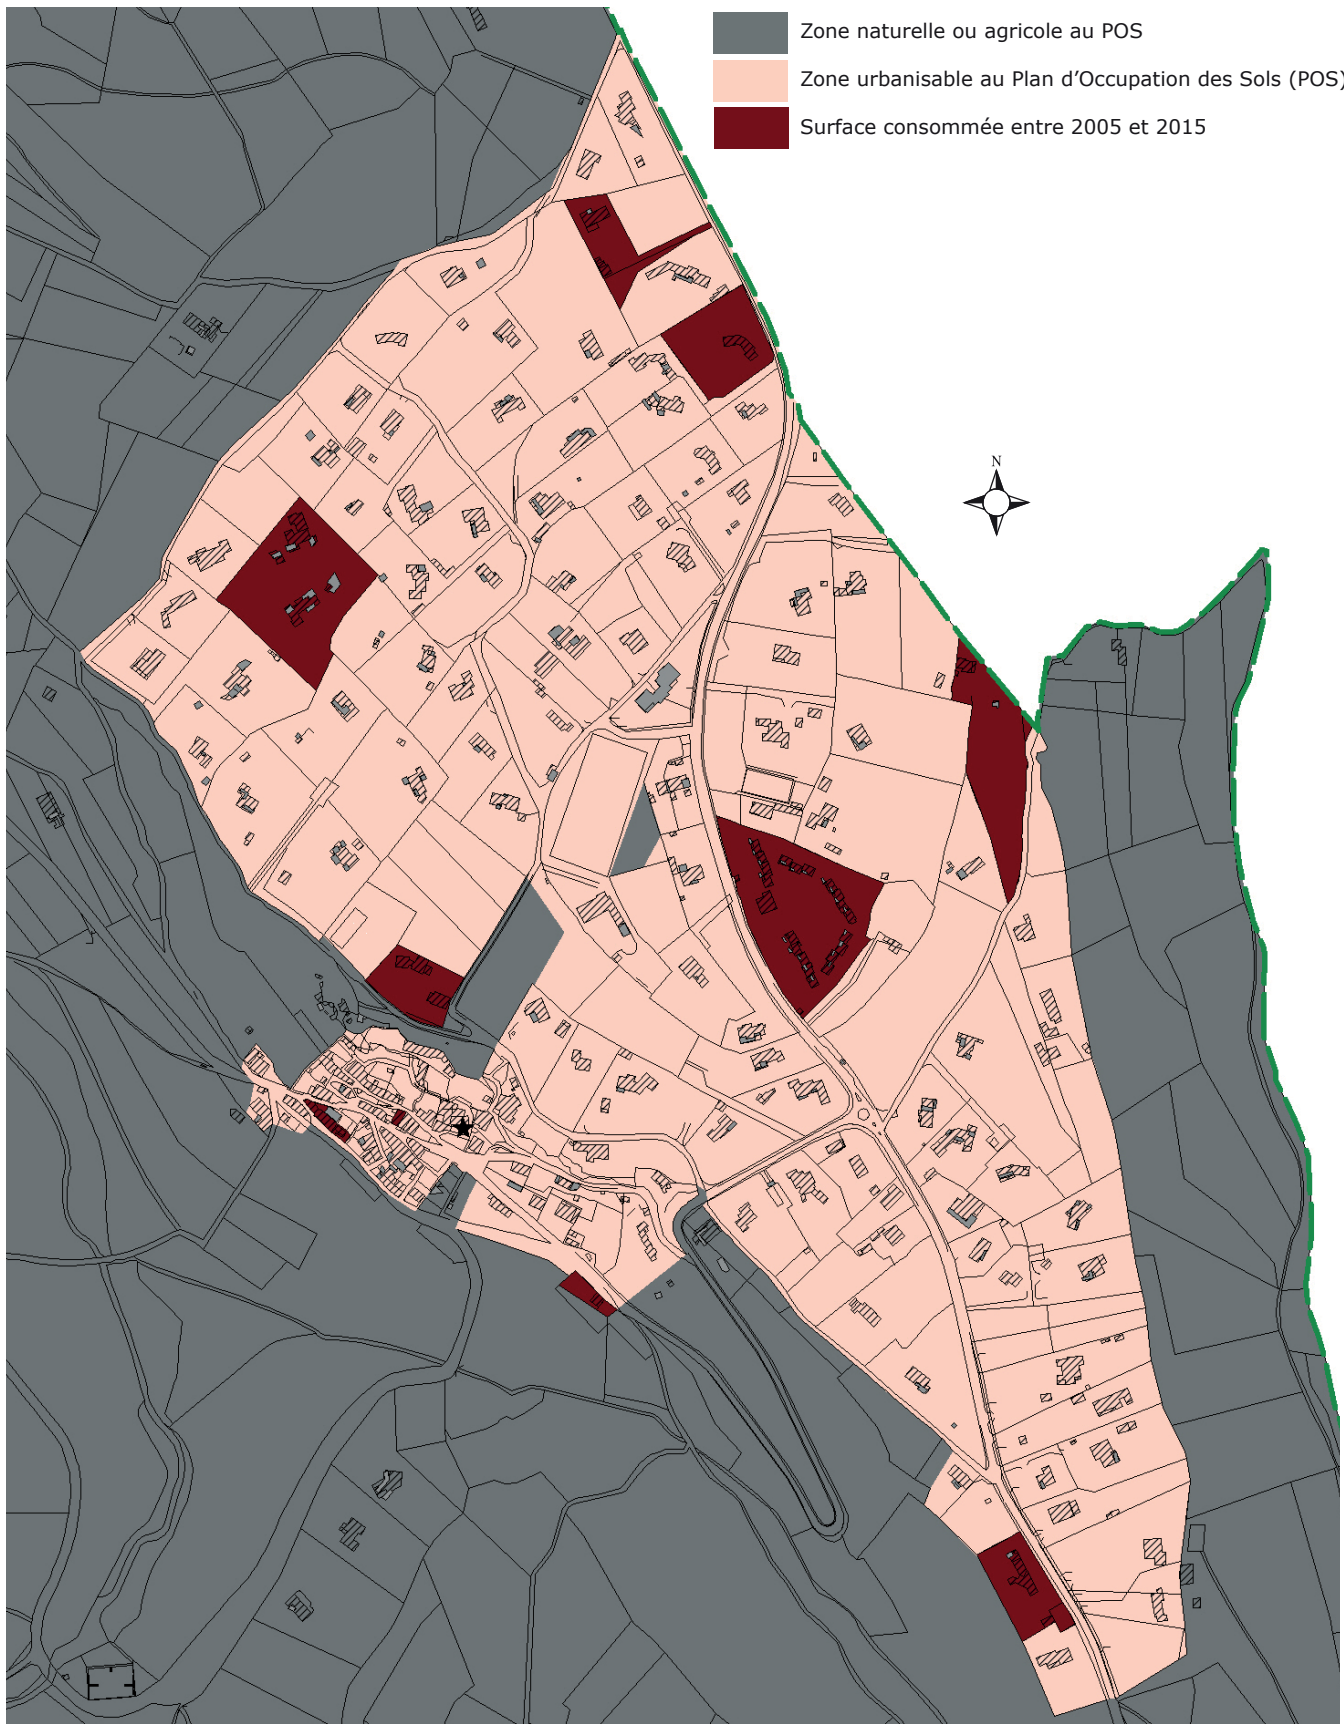 Zone naturelle ou agricole au POS
Zone urbanisable au Plan d’Occupation des Sols (POS)
Surface consommée entre 2005 et 2015
N